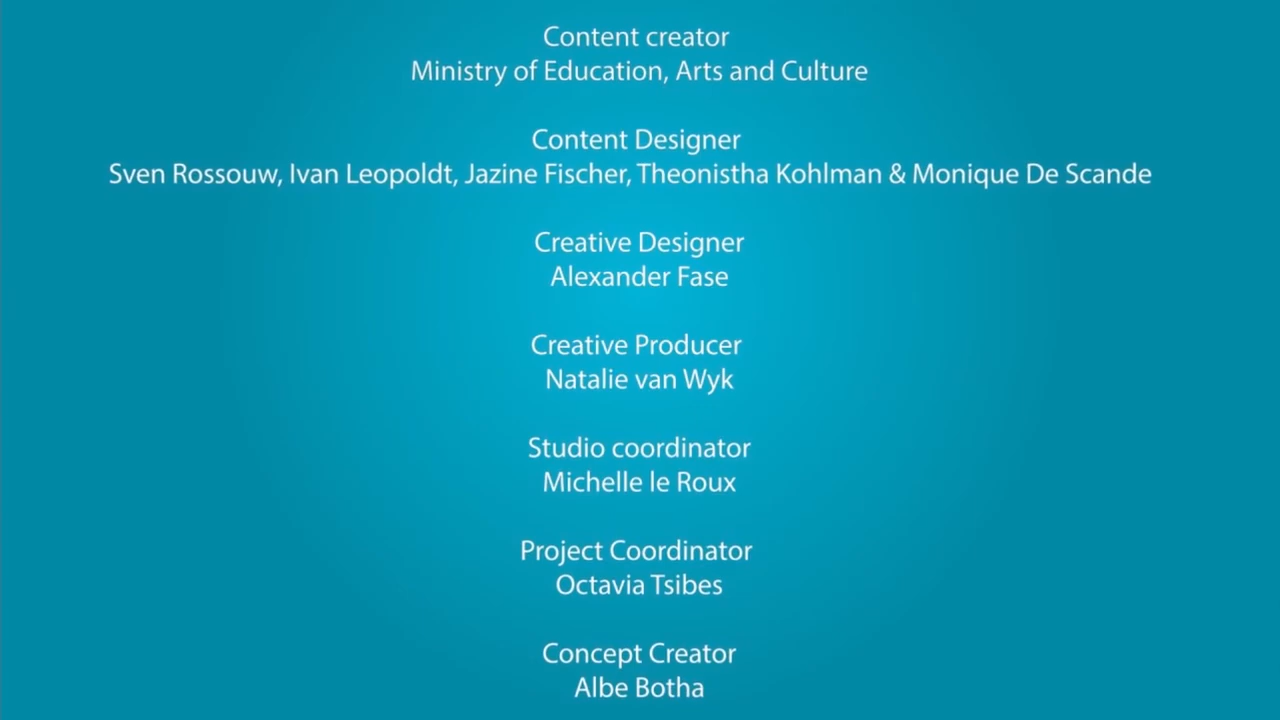 Content creator
Ministry of Education, Arts and Culture
Content Designer
Sven Rossouw, Ivan Leopoldt, Jazine Fischer, Theonistha Kohlman & Monique De Scande
Creative Designer
Alexander Fase
Creative Producer
Natalie van Wyk
Studio coordinator
Michelle le Roux
Project Coordinator
Octavia Tsibes
Concept Creator
Albe Botha